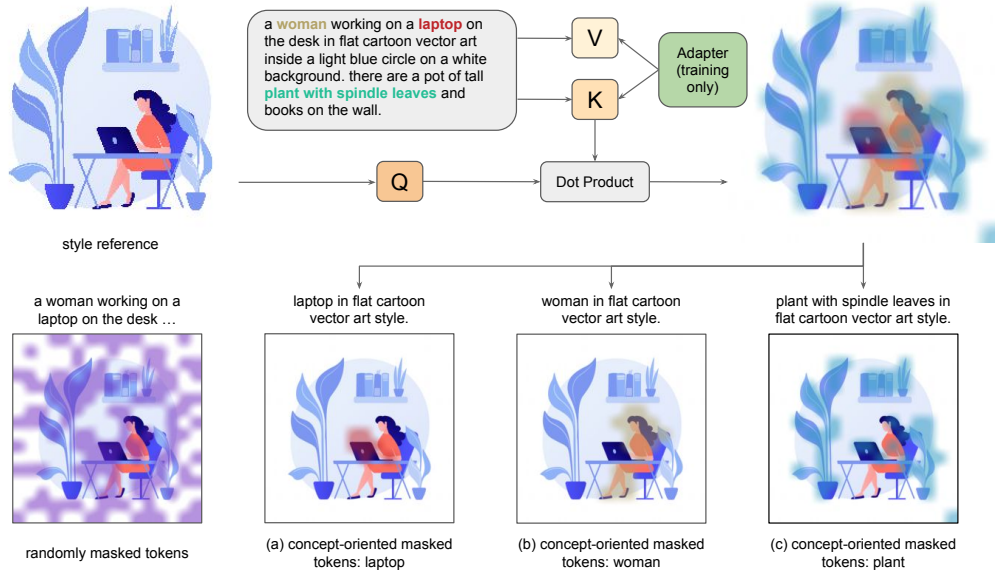 a woman working on a laptop on
the desk in flat cartoon vector art
inside a light blue circle on a white
background. there are a pot of tall
plant with spindle leaves and
books on the wall.
V
K
Adapter
(training
only)
Q
Dot Product
style reference
a woman working on a
laptop on the desk ...
laptop in flat cartoon
vector art style.
woman in flat cartoon
vector art style.
plant with spindle leaves in
flat cartoon vector art style.
randomly masked tokens
(a) concept-oriented masked
tokens: laptop
(b) concept-oriented masked
tokens: woman
(c) concept-oriented masked
tokens: plant